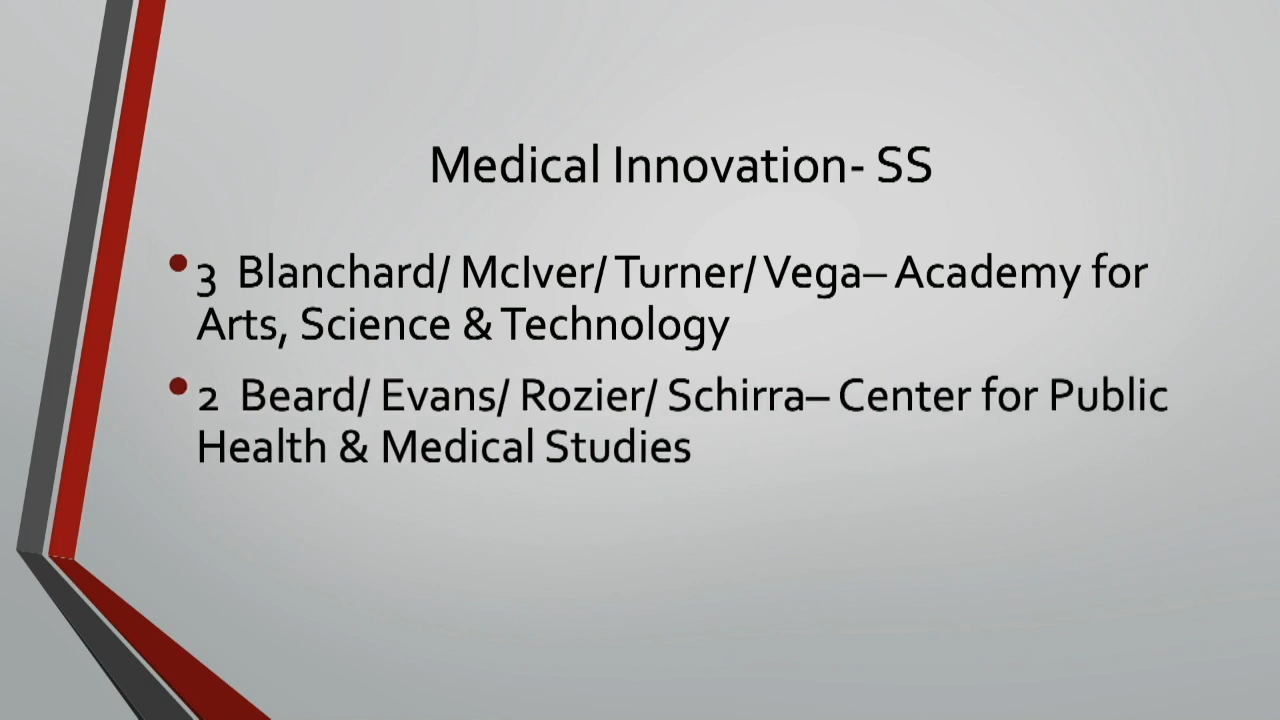 Medical Innovation- SS
• 3 Blanchard/ McIver/ Turner/ Vega– Academy for
Arts, Science & Technology
• 2 Beard/ Evans/ Rozier/ Schirra– Center for Public
Health & Medical Studies